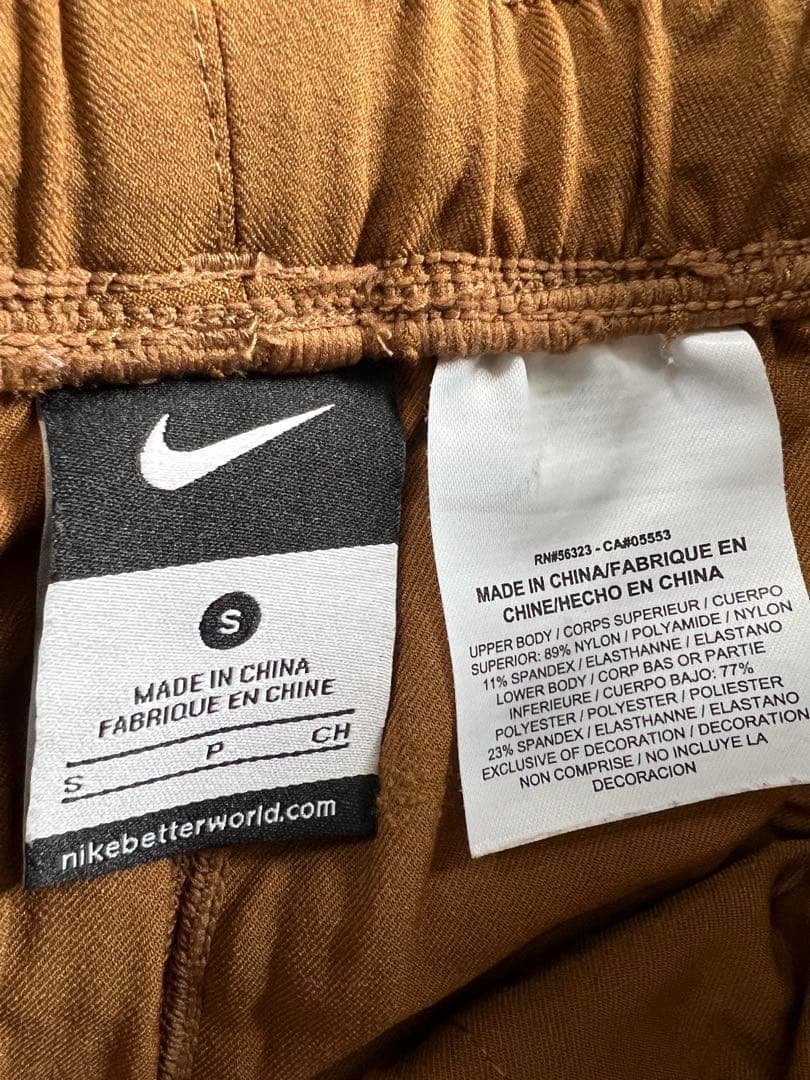 S
MADE IN CHINA
FABRIQUE EN CHINE
S P CH
nikebetterworld.com
RN#56323 - CA#05553
MADE IN CHINA/FABRIQUE EN
CHINE/HECHO EN CHINA
UPPER BODY / CORPS SUPERIEUR / CUERPO
SUPERIOR: 89% NYLON / POLYAMIDE / NYLON
11% SPANDEX / ELASTHANNE / ELASTANO
LOWER BODY / CORP BAS OR PARTIE
INFERIEURE / CUERPO BAJO: 77%
POLYESTER / POLYESTER / POLIESTER
23% SPANDEX / ELASTHANNE / ELASTANO
EXCLUSIVE OF DECORATION / DECORATION
NON COMPRISE / NO INCLUYE LA
DECORACION